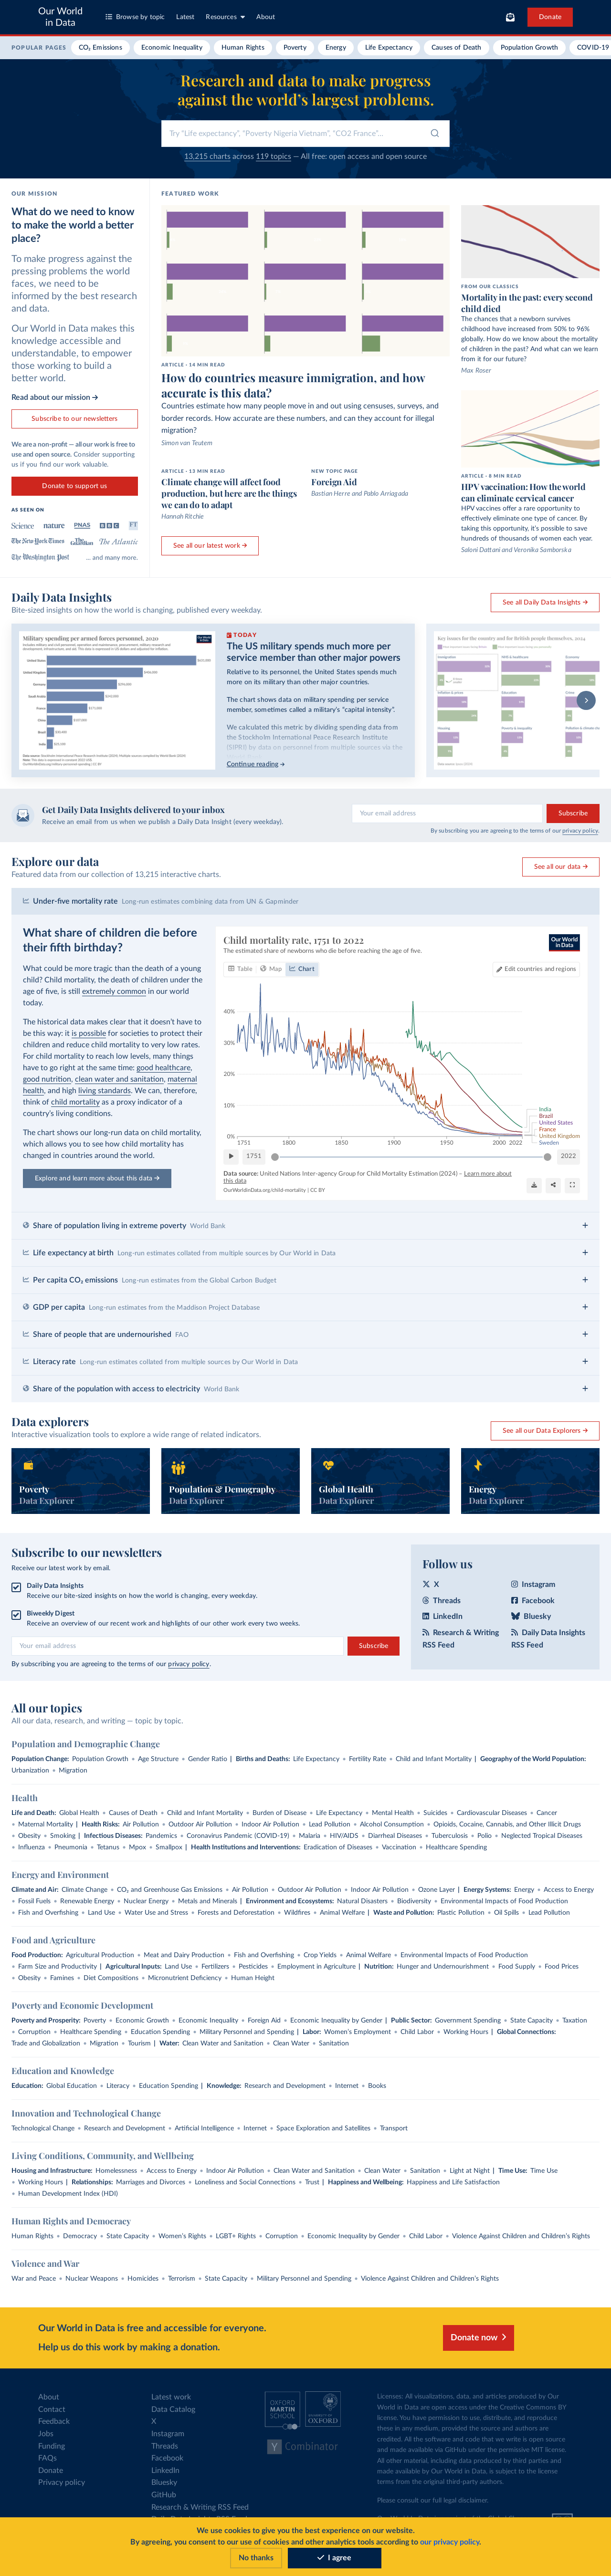 Our World
in Data
Browse by topic
Latest
Resources
About
Donate
POPULAR PAGES
CO₂ Emissions
Economic Inequality
Human Rights
Poverty
Energy
Life Expectancy
Causes of Death
Population Growth
COVID-19
Research and data to make progress
against the world's largest problems.
Try "Life expectancy", "Poverty Nigeria Vietnam", "CO2 France"...
13,215 charts across 119 topics — All free: open access and open source
OUR MISSION
What do we need to know
to make the world a better
place?
To make progress against the
pressing problems the world
faces, we need to be
informed by the best research
and data.
Our World in Data makes this
knowledge accessible and
understandable, to empower
those working to build a
better world.
Read about our mission →
Subscribe to our newsletters
We are a non-profit — all our work is free to
use and open source. Consider supporting
us if you find our work valuable.
Donate to support us
AS SEEN ON
Science
nature
PNAS
BBC
FT
The New York Times
The Guardian
The Atlantic
The Washington Post
... and many more.
FEATURED WORK
ARTICLE - 14 MIN READ
How do countries measure immigration, and how
accurate is this data?
Countries estimate how many people move in and out using censuses, surveys, and
border records. How accurate are these numbers, and can they account for illegal
migration?
Simon van Teutem
ARTICLE - 13 MIN READ
Climate change will affect food
production, but here are the things
we can do to adapt
Hannah Ritchie
NEW TOPIC PAGE
Foreign Aid
Bastian Herre and Pablo Arriagada
See all our latest work →
FROM OUR CLASSICS
Mortality in the past: every second
child died
The chances that a newborn survives
childhood have increased from 50% to 96%
globally. How do we know about the mortality
of children in the past? And what can we learn
from it for our future?
Max Roser
ARTICLE - 8 MIN READ
HPV vaccination: How the world
can eliminate cervical cancer
HPV vaccines offer a rare opportunity to
effectively eliminate one type of cancer. By
taking this opportunity, it's possible to save
hundreds of thousands of women each year.
Saloni Dattani and Veronika Samborska
Daily Data Insights
Bite-sized insights on how the world is changing, published every weekday.
See all Daily Data Insights →
Military spending per armed forces personnel, 2020
TODAY
The US military spends much more per
service member than other major powers
Relative to its personnel, the United States spends much
more on its military than other major countries.
The chart shows data on military spending per service
member, sometimes called a military's "capital intensity".
We calculated this metric by dividing spending data from
the Stockholm International Peace Research Institute
(SIPRI) by data on personnel from multiple sources via the
Continue reading →
Key issues for the country and for British people themselves, 2024
Get Daily Data Insights delivered to your inbox
Receive an email from us when we publish a Daily Data Insight (every weekday).
Your email address
Subscribe
By subscribing you are agreeing to the terms of our privacy policy.
Explore our data
Featured data from our collection of 13,215 interactive charts.
See all our data →
Under-five mortality rate Long-run estimates combining data from UN & Gapminder
What share of children die before
their fifth birthday?
What could be more tragic than the death of a young
child? Child mortality, the death of children under the
age of five, is still extremely common in our world
today.
The historical data makes clear that it doesn't have to
be this way: it is possible for societies to protect their
children and reduce child mortality to very low rates.
For child mortality to reach low levels, many things
have to go right at the same time: good healthcare,
good nutrition, clean water and sanitation, maternal
health, and high living standards. We can, therefore,
think of child mortality as a proxy indicator of a
country's living conditions.
The chart shows our long-run data on child mortality,
which allows you to see how child mortality has
changed in countries around the world.
Explore and learn more about this data →
Child mortality rate, 1751 to 2022
The estimated share of newborns who die before reaching the age of five.
Our World
in Data
Table
Map
Chart
Edit countries and regions
40%
30%
20%
10%
0%
1751
1800
1850
1900
1950
2000
2022
India
Brazil
United States
France
United Kingdom
Sweden
1751
2022
Data source: United Nations Inter-agency Group for Child Mortality Estimation (2024) – Learn more about
this data
OurWorldinData.org/child-mortality | CC BY
Share of population living in extreme poverty World Bank
Life expectancy at birth Long-run estimates collated from multiple sources by Our World in Data
Per capita CO₂ emissions Long-run estimates from the Global Carbon Budget
GDP per capita Long-run estimates from the Maddison Project Database
Share of people that are undernourished FAO
Literacy rate Long-run estimates collated from multiple sources by Our World in Data
Share of the population with access to electricity World Bank
Data explorers
Interactive visualization tools to explore a wide range of related indicators.
See all our Data Explorers →
Poverty
Data Explorer
Population & Demography
Data Explorer
Global Health
Data Explorer
Energy
Data Explorer
Subscribe to our newsletters
Receive our latest work by email.
Daily Data Insights
Receive our bite-sized insights on how the world is changing, every weekday.
Biweekly Digest
Receive an overview of our recent work and highlights of our other work every two weeks.
Your email address
Subscribe
By subscribing you are agreeing to the terms of our privacy policy.
Follow us
X
Instagram
Threads
Facebook
LinkedIn
Bluesky
Research & Writing
RSS Feed
Daily Data Insights
RSS Feed
All our topics
All our data, research, and writing — topic by topic.
Population and Demographic Change
Population Change: Population Growth • Age Structure • Gender Ratio | Births and Deaths: Life Expectancy • Fertility Rate • Child and Infant Mortality | Geography of the World Population:
Urbanization • Migration
Health
Life and Death: Global Health • Causes of Death • Child and Infant Mortality • Burden of Disease • Life Expectancy • Mental Health • Suicides • Cardiovascular Diseases • Cancer
• Maternal Mortality | Health Risks: Air Pollution • Outdoor Air Pollution • Indoor Air Pollution • Lead Pollution • Alcohol Consumption • Opioids, Cocaine, Cannabis, and Other Illicit Drugs
• Obesity • Smoking | Infectious Diseases: Pandemics • Coronavirus Pandemic (COVID-19) • Malaria • HIV/AIDS • Diarrheal Diseases • Tuberculosis • Polio • Neglected Tropical Diseases
• Influenza • Pneumonia • Tetanus • Mpox • Smallpox | Health Institutions and Interventions: Eradication of Diseases • Vaccination • Healthcare Spending
Energy and Environment
Climate and Air: Climate Change • CO₂ and Greenhouse Gas Emissions • Air Pollution • Outdoor Air Pollution • Indoor Air Pollution • Ozone Layer | Energy Systems: Energy • Access to Energy
• Fossil Fuels • Renewable Energy • Nuclear Energy • Metals and Minerals | Environment and Ecosystems: Natural Disasters • Biodiversity • Environmental Impacts of Food Production
• Fish and Overfishing • Land Use • Water Use and Stress • Forests and Deforestation • Wildfires • Animal Welfare | Waste and Pollution: Plastic Pollution • Oil Spills • Lead Pollution
Food and Agriculture
Food Production: Agricultural Production • Meat and Dairy Production • Fish and Overfishing • Crop Yields • Animal Welfare • Environmental Impacts of Food Production
• Farm Size and Productivity | Agricultural Inputs: Land Use • Fertilizers • Pesticides • Employment in Agriculture | Nutrition: Hunger and Undernourishment • Food Supply • Food Prices
• Obesity • Famines • Diet Compositions • Micronutrient Deficiency • Human Height
Poverty and Economic Development
Poverty and Prosperity: Poverty • Economic Growth • Economic Inequality • Foreign Aid • Economic Inequality by Gender | Public Sector: Government Spending • State Capacity • Taxation
• Corruption • Healthcare Spending • Education Spending • Military Personnel and Spending | Labor: Women's Employment • Child Labor • Working Hours | Global Connections:
Trade and Globalization • Migration • Tourism | Water: Clean Water and Sanitation • Clean Water • Sanitation
Education and Knowledge
Education: Global Education • Literacy • Education Spending | Knowledge: Research and Development • Internet • Books
Innovation and Technological Change
Technological Change • Research and Development • Artificial Intelligence • Internet • Space Exploration and Satellites • Transport
Living Conditions, Community, and Wellbeing
Housing and Infrastructure: Homelessness • Access to Energy • Indoor Air Pollution • Clean Water and Sanitation • Clean Water • Sanitation • Light at Night | Time Use: Time Use
• Working Hours | Relationships: Marriages and Divorces • Loneliness and Social Connections • Trust | Happiness and Wellbeing: Happiness and Life Satisfaction
• Human Development Index (HDI)
Human Rights and Democracy
Human Rights • Democracy • State Capacity • Women's Rights • LGBT+ Rights • Corruption • Economic Inequality by Gender • Child Labor • Violence Against Children and Children's Rights
Violence and War
War and Peace • Nuclear Weapons • Homicides • Terrorism • State Capacity • Military Personnel and Spending • Violence Against Children and Children's Rights
Our World in Data is free and accessible for everyone.
Help us do this work by making a donation.
Donate now
About
Contact
Feedback
Jobs
Funding
FAQs
Donate
Privacy policy
Latest work
Data Catalog
X
Instagram
Threads
Facebook
LinkedIn
Bluesky
GitHub
Research & Writing RSS Feed
OXFORD
MARTIN
SCHOOL
UNIVERSITY OF
OXFORD
Y Combinator
Licenses: All visualizations, data, and articles produced by Our
World in Data are open access under the Creative Commons BY
license. You have permission to use, distribute, and reproduce
these in any medium, provided the source and authors are
credited. All the software and code that we write is open source
and made available via GitHub under the permissive MIT license.
All other material, including data produced by third parties and
made available by Our World in Data, is subject to the license
terms from the original third-party authors.
Please consult our full legal disclaimer.
We use cookies to give you the best experience on our website.
By agreeing, you consent to our use of cookies and other analytics tools according to our privacy policy.
No thanks
I agree